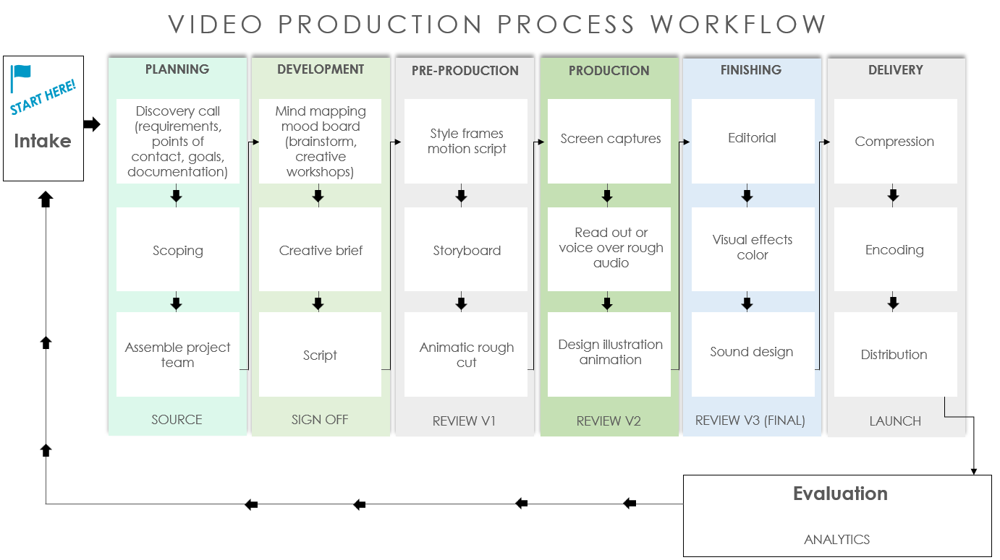 VIDEO PRODUCTION PROCESS WORKFLOW
START HERE!
Intake
PLANNING
Discovery call
(requirements,
points of
contact, goals,
documentation)
Scoping
Assemble project
team
SOURCE
DEVELOPMENT
Mind mapping
mood board
(brainstorm,
creative
workshops)
Creative brief
Script
SIGN OFF
PRE-PRODUCTION
Style frames
motion script
Storyboard
Animatic rough
cut
REVIEW V1
PRODUCTION
Screen captures
Read out or
voice over rough
audio
Design illustration
animation
REVIEW V2
FINISHING
Editorial
Visual effects
color
Sound design
REVIEW V3 (FINAL)
DELIVERY
Compression
Encoding
Distribution
LAUNCH
Evaluation
ANALYTICS